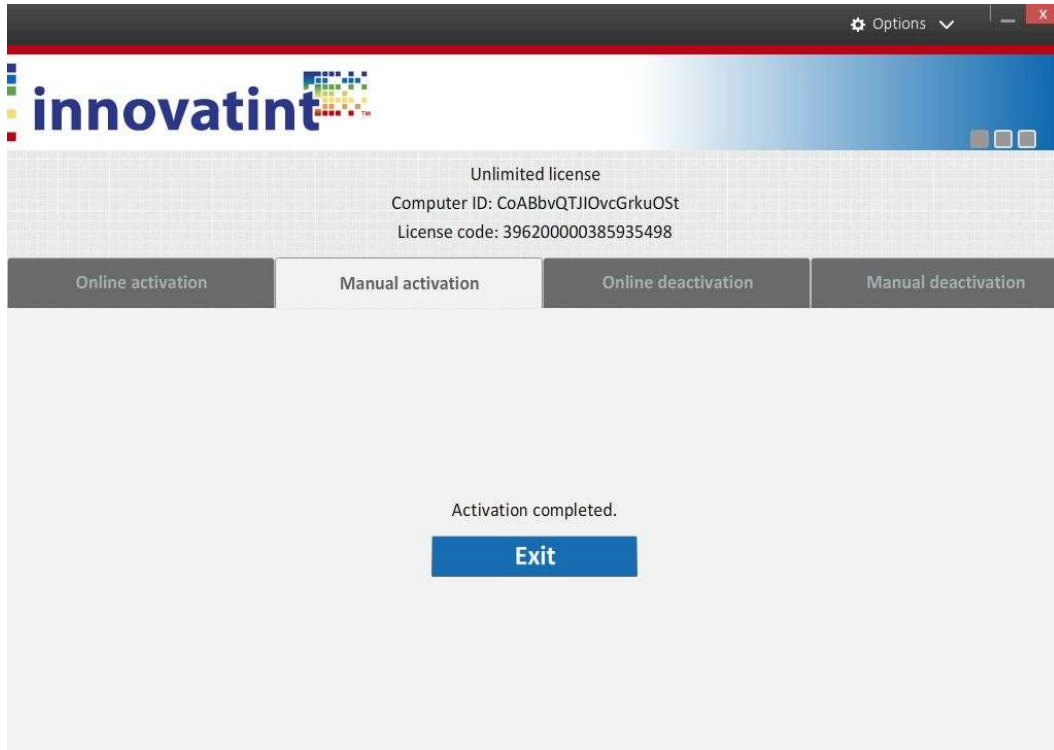 Options
X
innovatint™
Unlimited license
Computer ID: CoABbvQTJIOvcGrkuOSt
License code: 396200000385935498
Online activation
Manual activation
Online deactivation
Manual deactivation
Activation completed.
Exit